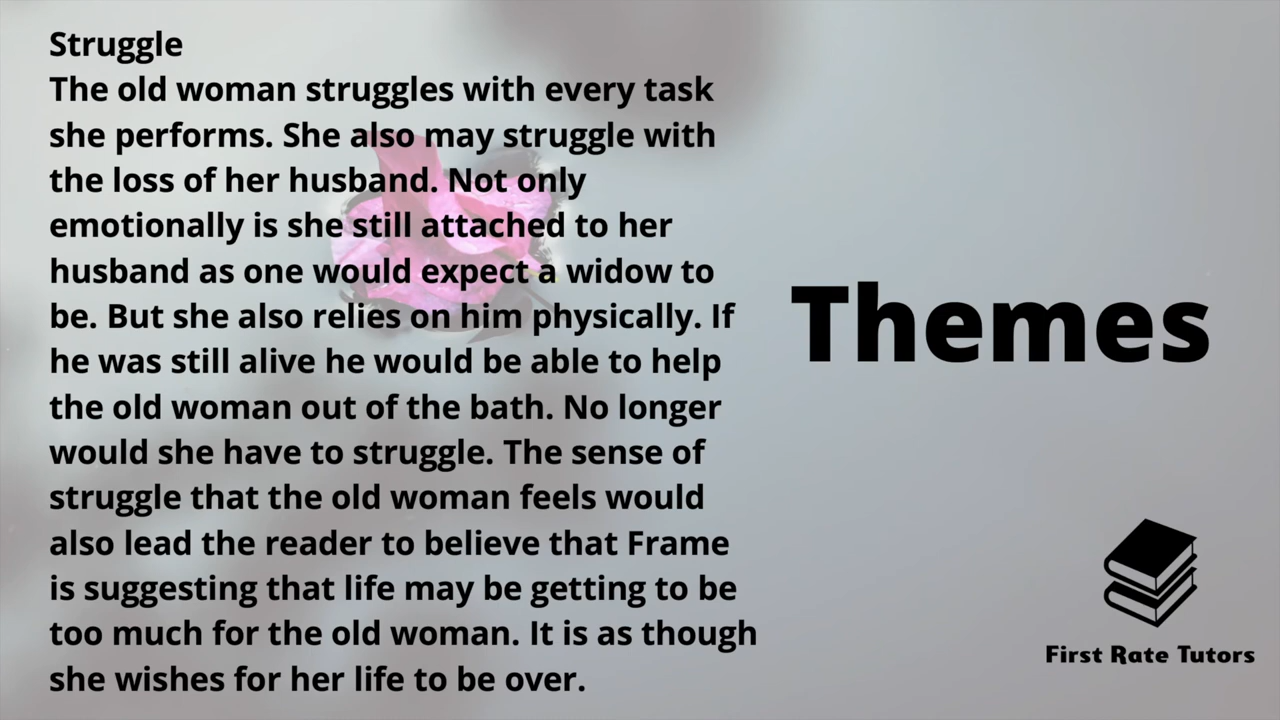 Struggle
The old woman struggles with every task
she performs. She also may struggle with
the loss of her husband. Not only
emotionally is she still attached to her
husband as one would expect a widow to
be. But she also relies on him physically. If
he was still alive he would be able to help
the old woman out of the bath. No longer
would she have to struggle. The sense of
struggle that the old woman feels would
also lead the reader to believe that Frame
is suggesting that life may be getting to be
too much for the old woman. It is as though
she wishes for her life to be over.
Themes
First Rate Tutors